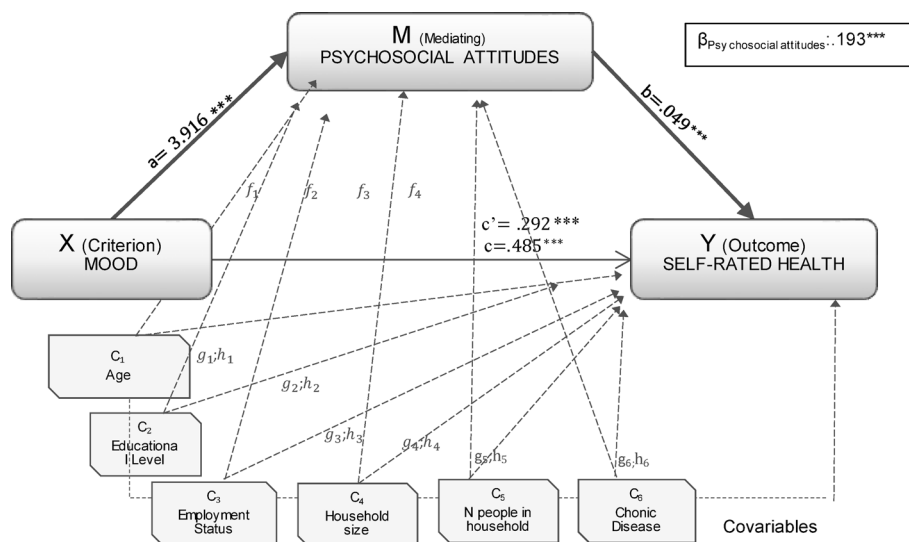 M (Mediating)
PSYCHOSOCIAL ATTITUDES
βPsy chosocial attitudes:.193***
a= 3.916 ***
b=.049***
f1
f2
f3
f4
X (Criterion)
MOOD
c'= .292 ***
c=.485***
Y (Outcome)
SELF-RATED HEALTH
C1
Age
g1;h1
g2;h2
C2
Educationa
l Level
g3;h3
g4;h4
g5;h5
g6;h6
C3
Employment
Status
C4
Household
size
C5
N people in
household
C6
Chonic
Disease
Covariables